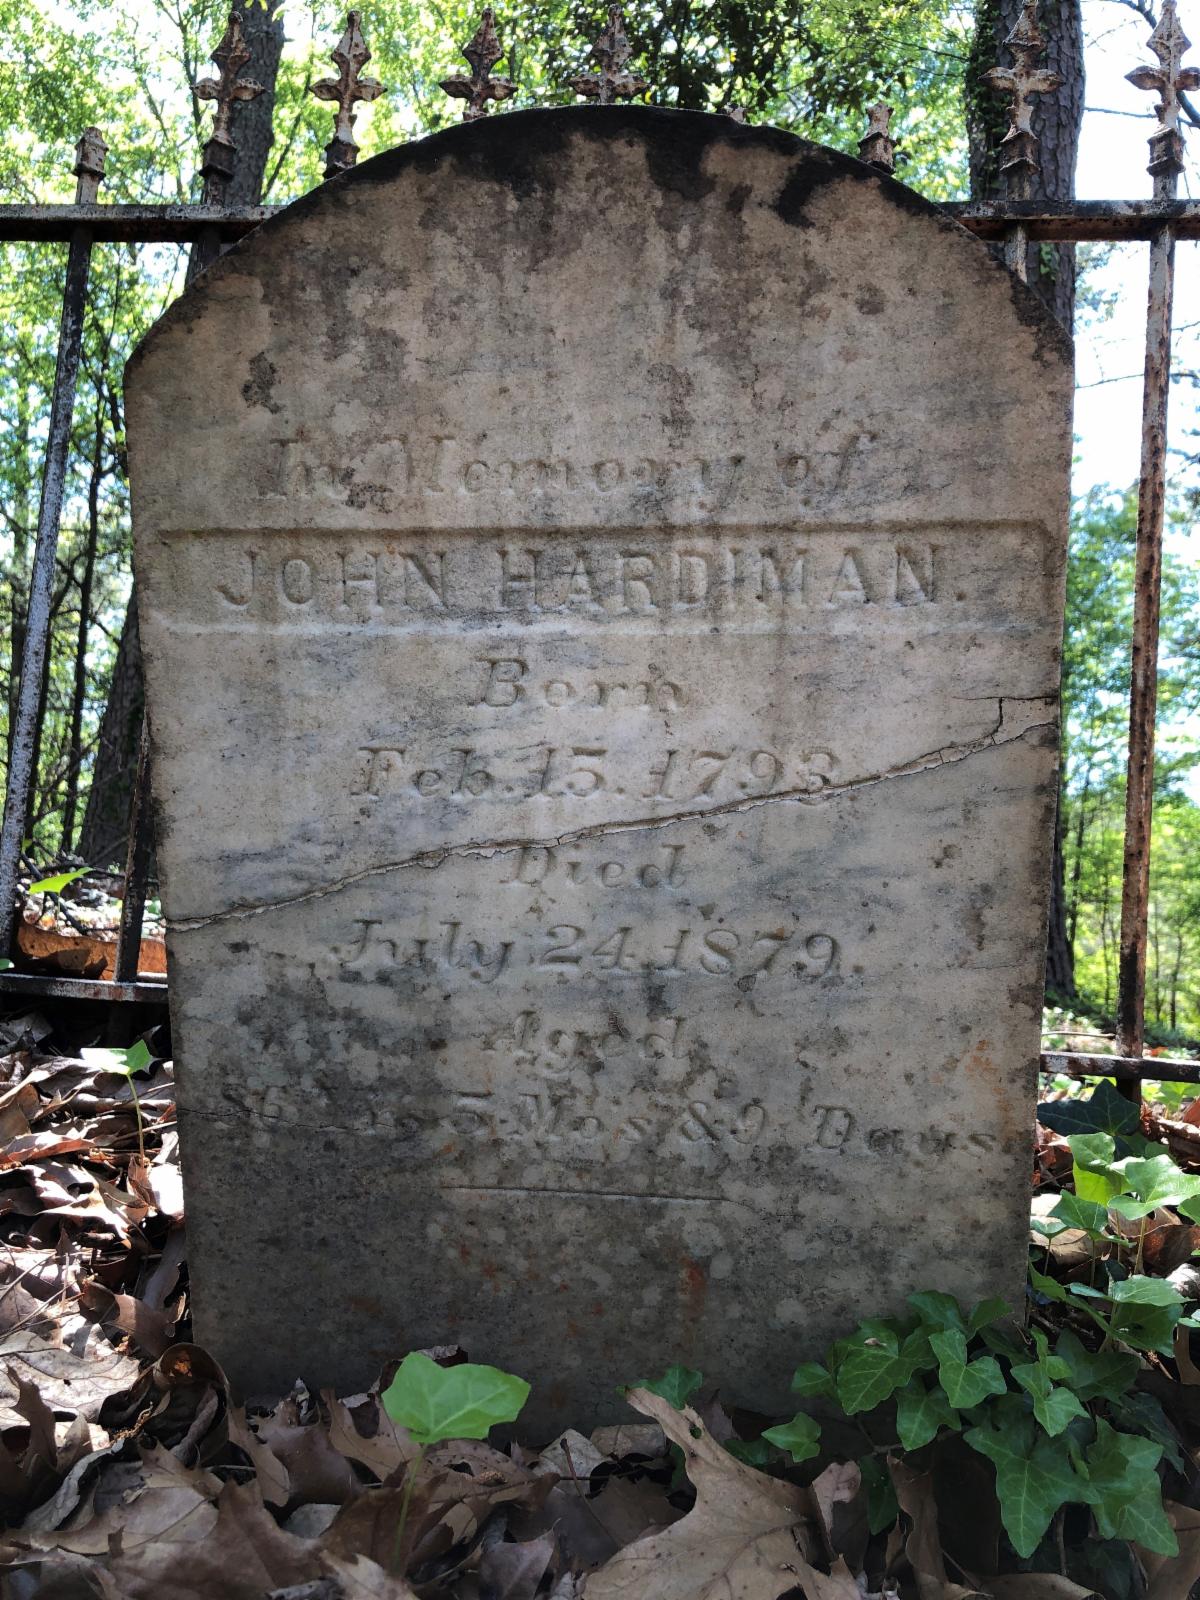 In Memory of
JOHN HARDIMAN.
Born
Feb. 15. 1793.
Died
July 24. 1879.
Aged
86 Yrs, 5 Mos & 9 Days.